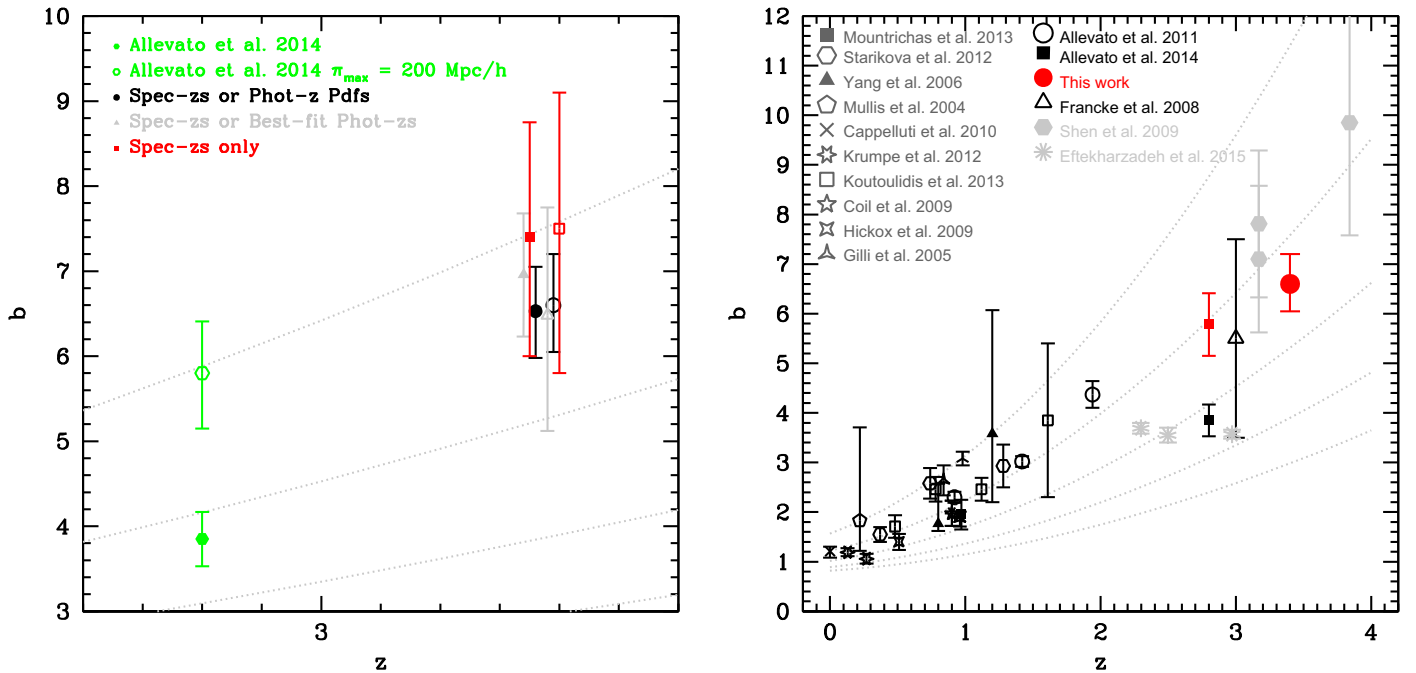 Allevato et al. 2014
Allevato et al. 2014 πmax = 200 Mpc/h
Spec-zs or Phot-z Pdfs
Spec-zs or Best-fit Phot-zs
Spec-zs only
10
9
8
7
6
5
4
3
b
3
z
Mountrichas et al. 2013
Starikova et al. 2012
Yang et al. 2006
Mullis et al. 2004
Cappelluti et al. 2010
Krumpe et al. 2012
Koutoulidis et al. 2013
Coil et al. 2009
Hickox et al. 2009
Gilli et al. 2005
Allevato et al. 2011
Allevato et al. 2014
This work
Francke et al. 2008
Shen et al. 2009
Eftekharzadeh et al. 2015
12
11
10
9
8
7
6
5
4
3
2
1
0
b
0 1 2 3 4
z